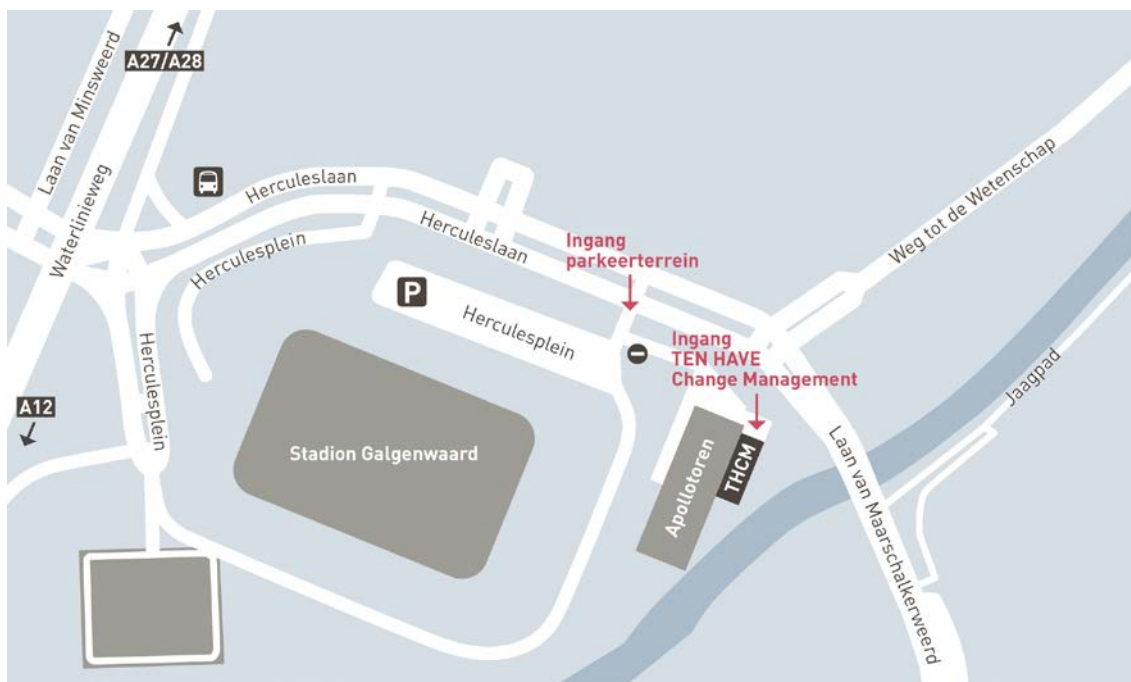 A27/A28
Laan van Minsweerd
Waterlinieweg
Herculeslaan
Herculesplein
Herculeslaan
Ingang
parkeerterrein
Weg tot de Wetenschap
P
Herculesplein
Ingang
TEN HAVE
Change Management
Herculesplein
A12
Jaagpad
Stadion Galgenwaard
Apollotoren
THCM
Laan van Maarschalkerweerd